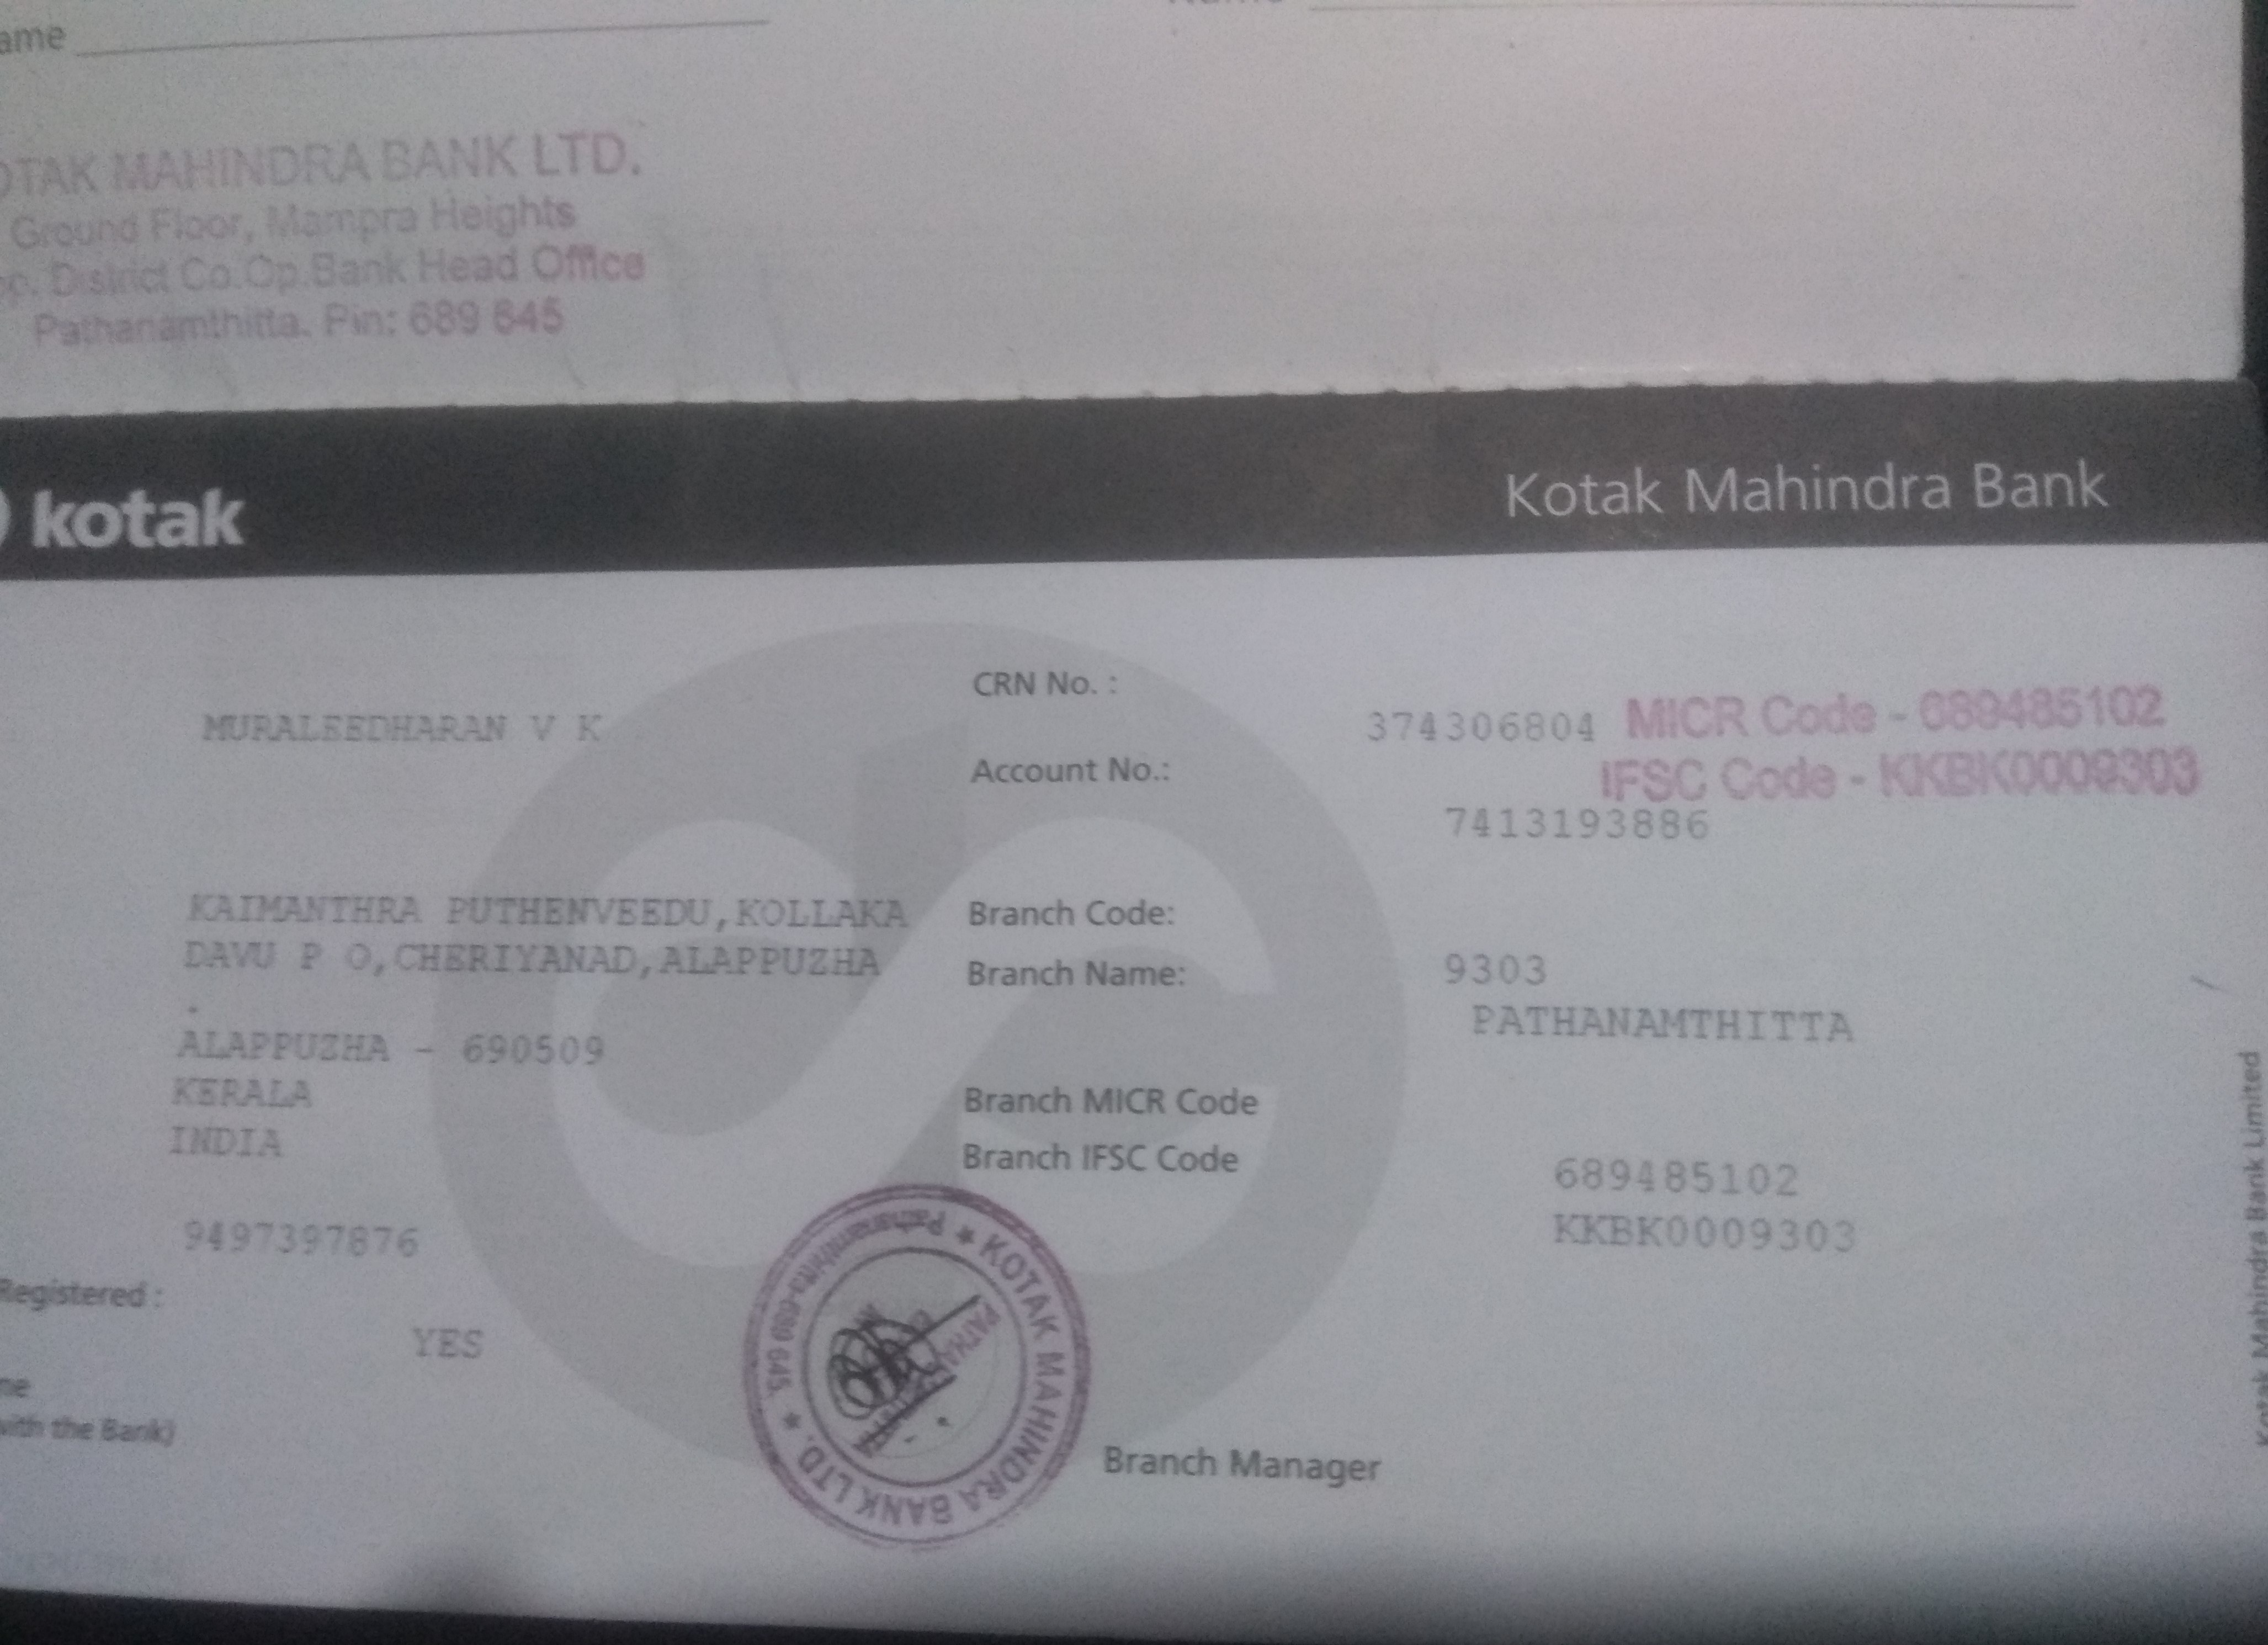 ame
OTAK MAHINDRA BANK LTD.
Ground Floor, Mampra Heights
pp. District Co.Op.Bank Head Office
Pathanamthitta. Pin: 689 645
kotak
Kotak Mahindra Bank
MURALEEDHARAN V K
CRN No. :
374306804
MICR Code - 689485102
Account No.:
IFSC Code - KKBK0009303
7413193886
KAIMANTHRA PUTHENVEEDU,KOLLAKA
DAVU P O,CHERIYANAD,ALAPPUZHA
.
ALAPPUZHA - 690509
KERALA
INDIA
Branch Code:
9303
Branch Name:
PATHANAMTHITTA
Branch MICR Code
689485102
Branch IFSC Code
KKBK0009303
9497397876
Registered :
YES
ne
with the Bank)
KOTAK MAHINDRA BANK LTD. * Pathanamthitta-689 645. *
Branch Manager
Kotak Mahindra Bank Limited